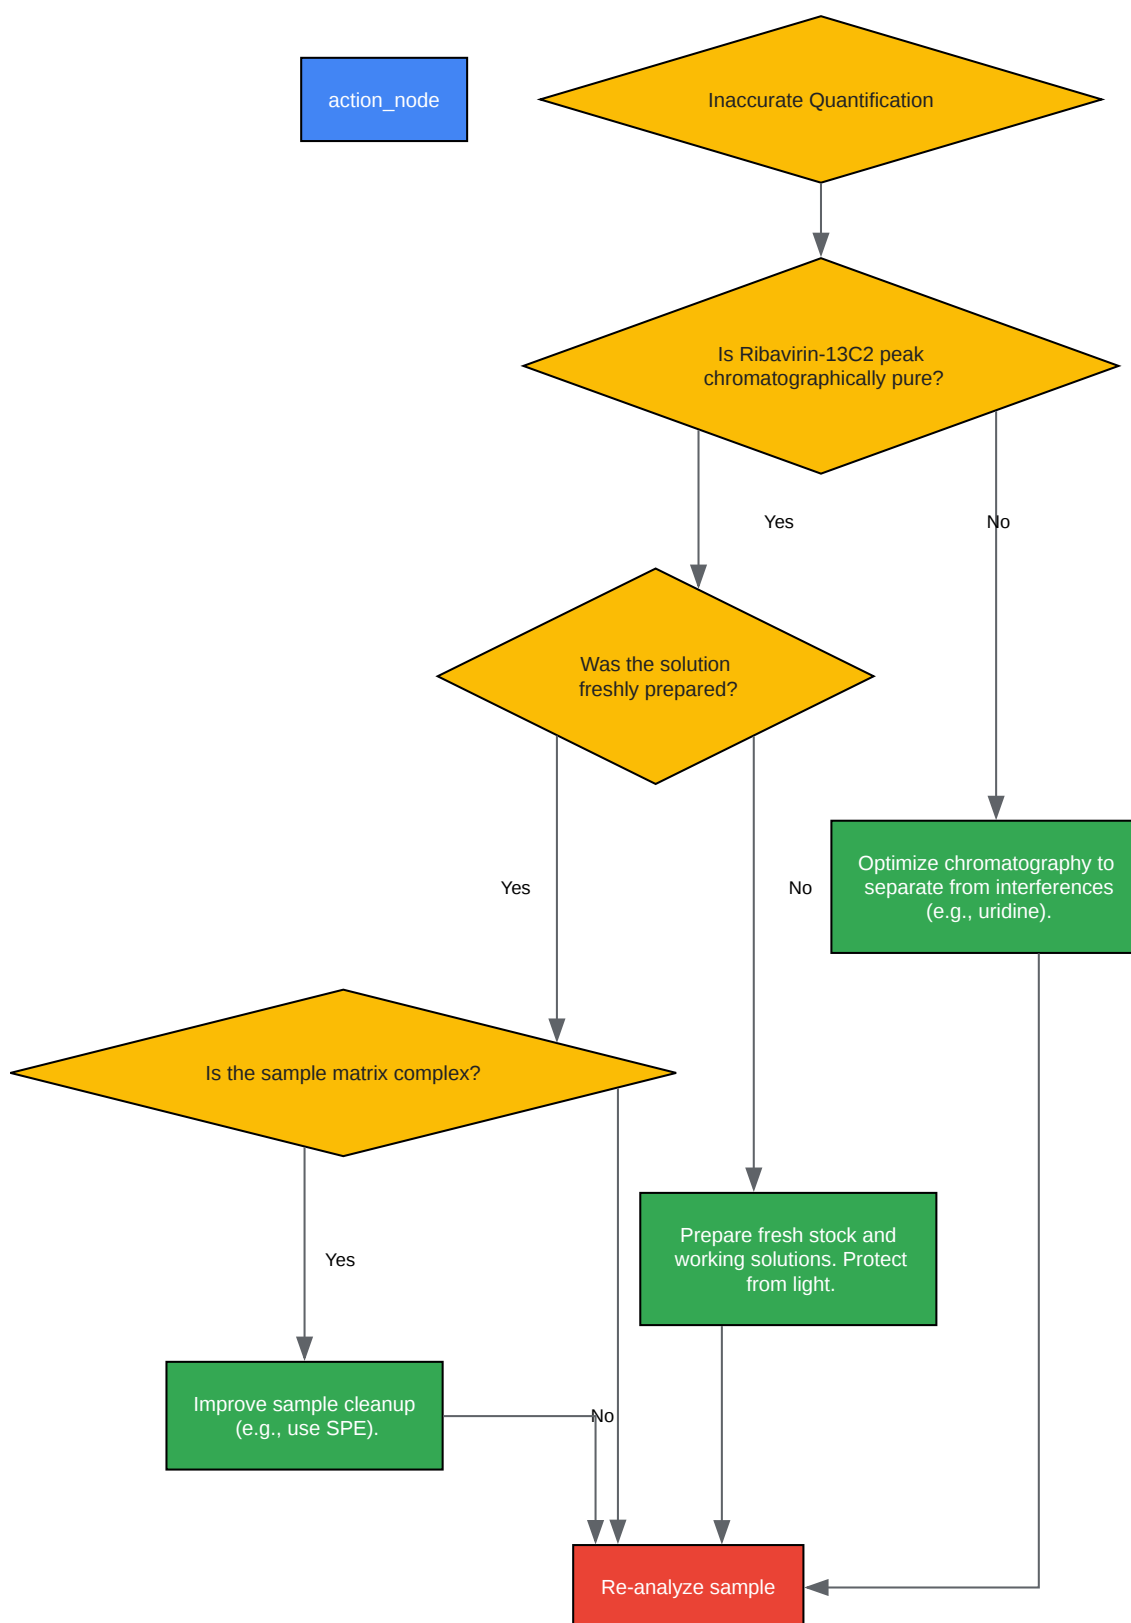 action_node
Inaccurate Quantification
Is Ribavirin-13C2 peak
chromatographically pure?
Yes
No
Was the solution
freshly prepared?
Yes
No
Optimize chromatography to
separate from interferences
(e.g., uridine).
Is the sample matrix complex?
Yes
Prepare fresh stock and
working solutions. Protect
from light.
Improve sample cleanup
(e.g., use SPE).
No
Re-analyze sample